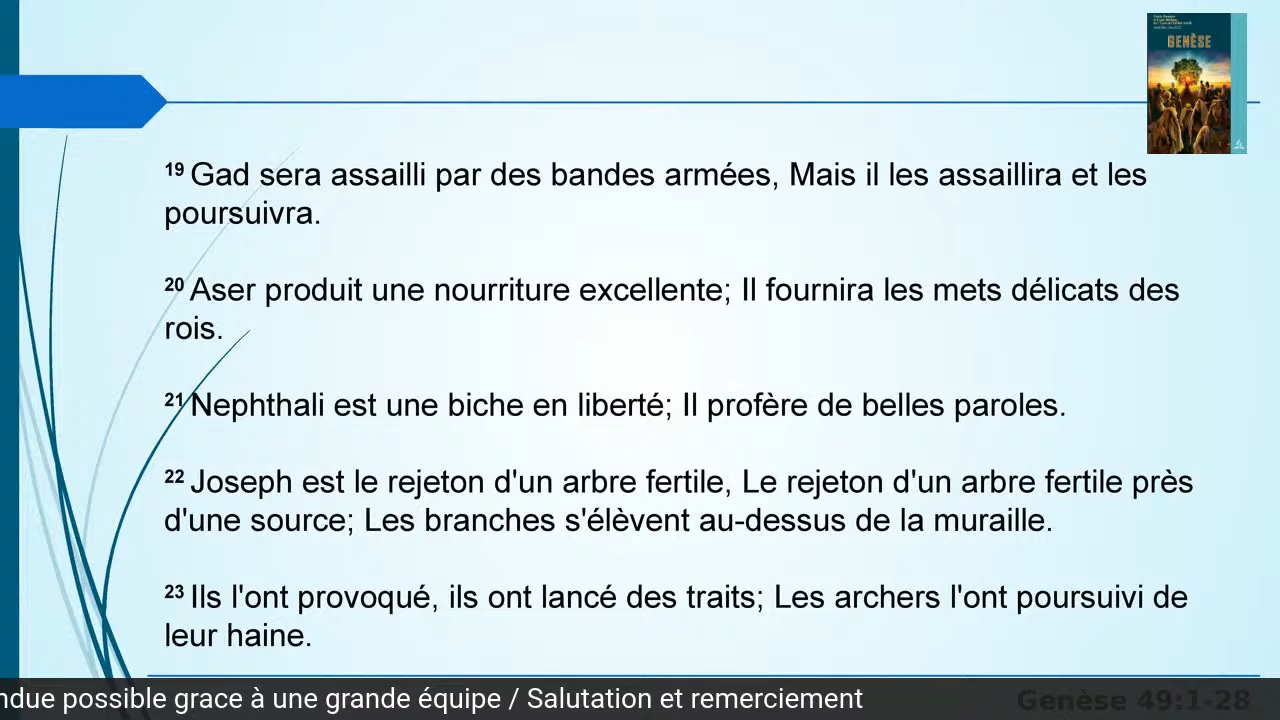 GENÈSE
19 Gad sera assailli par des bandes armées, Mais il les assaillira et les
poursuivra.
20 Aser produit une nourriture excellente; Il fournira les mets délicats des
rois.
21 Nephthali est une biche en liberté; Il profère de belles paroles.
22 Joseph est le rejeton d'un arbre fertile, Le rejeton d'un arbre fertile près
d'une source; Les branches s'élèvent au-dessus de la muraille.
23 Ils l'ont provoqué, ils ont lancé des traits; Les archers l'ont poursuivi de
leur haine.
ndue possible grace à une grande équipe / Salutation et remerciement
Genèse 49:1-28